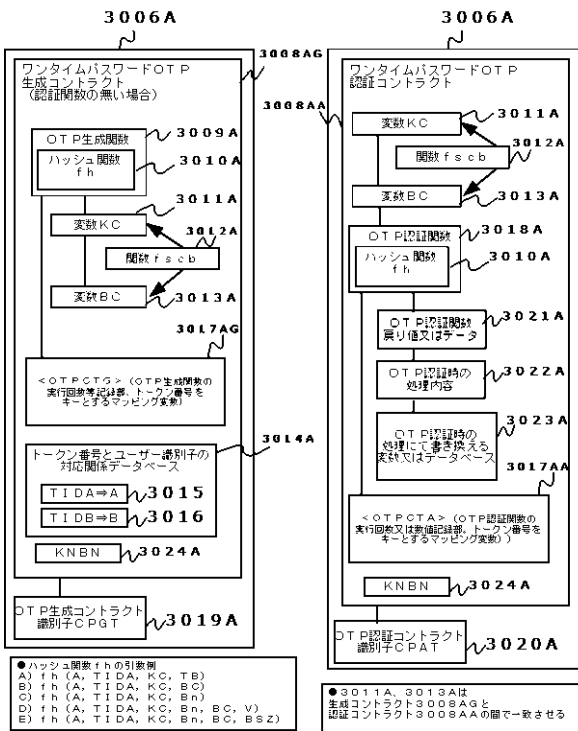 3006A
3008AG
ワンタイムパスワードOTP
生成コントラクト
(認証関数の無い場合)
3009A
OTP生成関数
ハッシュ関数
fh
3010A
3011A
変数KC
3012A
関数fscb
変数BC
3013A
3017AG
<OTPCTG> (OTP生成関数の
実行回数等記録部、トークン番号を
キーとするマッピング変数)
3014A
トークン番号とユーザー識別子の
対応関係データベース
TIDA⇒A
3015
TIDB⇒B
3016
KNBN
3024A
OTP生成コントラクト
識別子CPGT
3019A
●ハッシュ関数fhの引数例
A) fh (A, TIDA, KC, TB)
B) fh (A, TIDA, KC, BC)
C) fh (A, TIDA, KC, Bn)
D) fh (A, TIDA, KC, Bn, BC, V)
E) fh (A, TIDA, KC, Bn, BC, BSZ)
3006A
3008AA
ワンタイムパスワードOTP
認証コントラクト
3011A
変数KC
3012A
関数fscb
変数BC
3013A
OTP認証関数
3018A
ハッシュ関数
fh
3010A
OTP認証関数
戻り値又はデータ
3021A
OTP認証時の
処理内容
3022A
3023A
OTP認証時の
処理にて書き換える
変数又はデータベース
3017AA
<OTPCTA> (OTP認証関数の
実行回数又は数値記録部、トークン番号を
キーとするマッピング変数))
KNBN
3024A
OTP認証コントラクト
識別子CPAT
3020A
●3011A、3013Aは
生成コントラクト3008AGと
認証コントラクト3008AAの間で一致させる